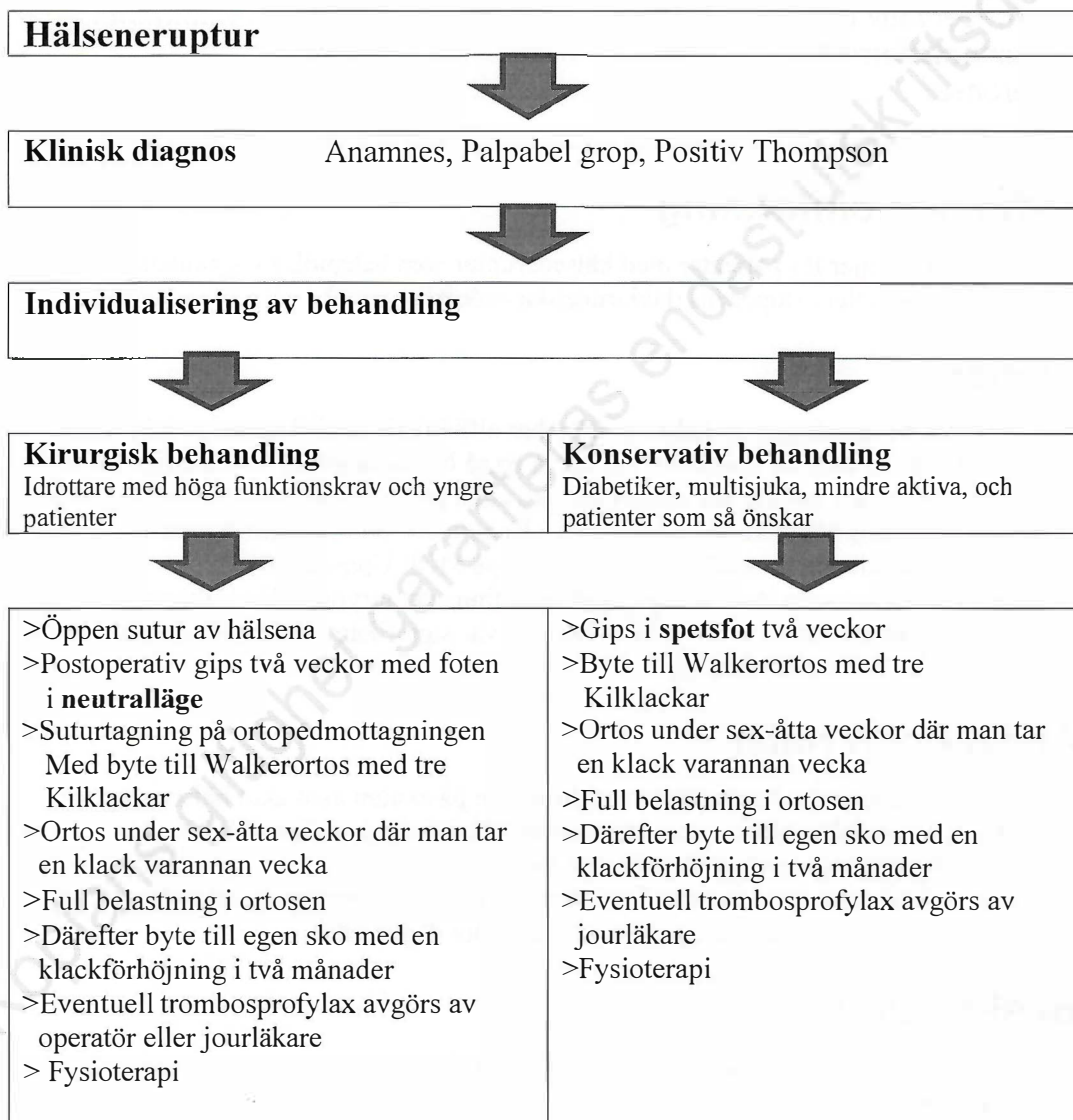 Hälseneruptur
Klinisk diagnos Anamnes, Palpabel grop, Positiv Thompson
Individualisering av behandling
Kirurgisk behandling
Idrottare med höga funktionskrav och yngre
patienter
Konservativ behandling
Diabetiker, multisjuka, mindre aktiva, och
patienter som så önskar
>Öppen sutur av hälsena
>Postoperativ gips två veckor med foten
i neutralläge
>Suturtagning på ortopedmottagningen
Med byte till Walkerortos med tre
Kilklackar
>Ortos under sex-åtta veckor där man tar
en klack varannan vecka
>Full belastning i ortosen
>Därefter byte till egen sko med en
klackförhöjning i två månader
>Eventuell trombosprofylax avgörs av
operatör eller jourläkare
> Fysioterapi
>Gips i spetsfot två veckor
>Byte till Walkerortos med tre
Kilklackar
>Ortos under sex-åtta veckor där man tar
en klack varannan vecka
>Full belastning i ortosen
>Därefter byte till egen sko med en
klackförhöjning i två månader
>Eventuell trombosprofylax avgörs av
jourläkare
>Fysioterapi
giltighet garanteras endast utskriftsda